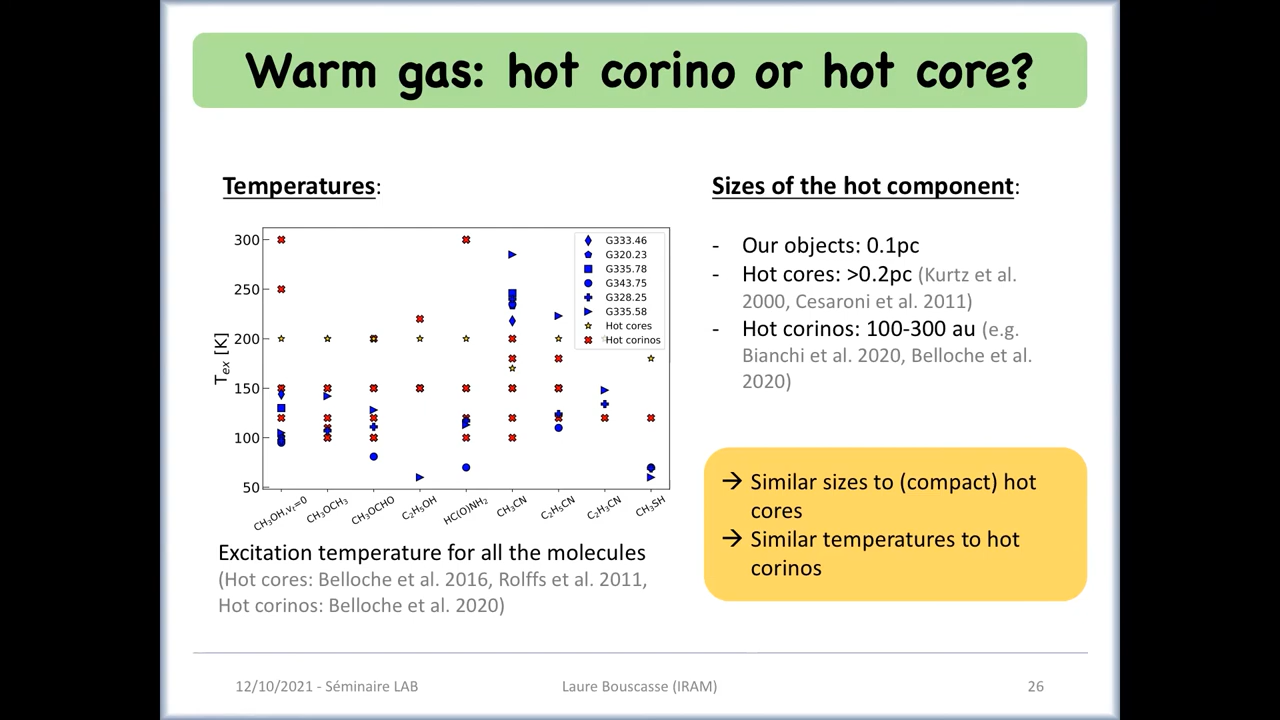 Warm gas: hot corino or hot core?
Temperatures:
300
250
200
150
100
50
T_ex [K]
G333.46
G320.23
G335.78
G343.75
G328.25
G335.58
Hot cores
Hot corinos
CH₃OH,vₜ=0
CH₃OCH₃
CH₃OCHO
C₂H₅OH
HC(O)NH₂
CH₃CN
C₂H₅CN
C₂H₃CN
CH₃SH
Excitation temperature for all the molecules
(Hot cores: Belloche et al. 2016, Rolffs et al. 2011,
Hot corinos: Belloche et al. 2020)
Sizes of the hot component:
- Our objects: 0.1pc
- Hot cores: >0.2pc (Kurtz et al.
2000, Cesaroni et al. 2011)
- Hot corinos: 100-300 au (e.g.
Bianchi et al. 2020, Belloche et al.
2020)
→ Similar sizes to (compact) hot
cores
→ Similar temperatures to hot
corinos
12/10/2021 - Séminaire LAB
Laure Bouscasse (IRAM)
26